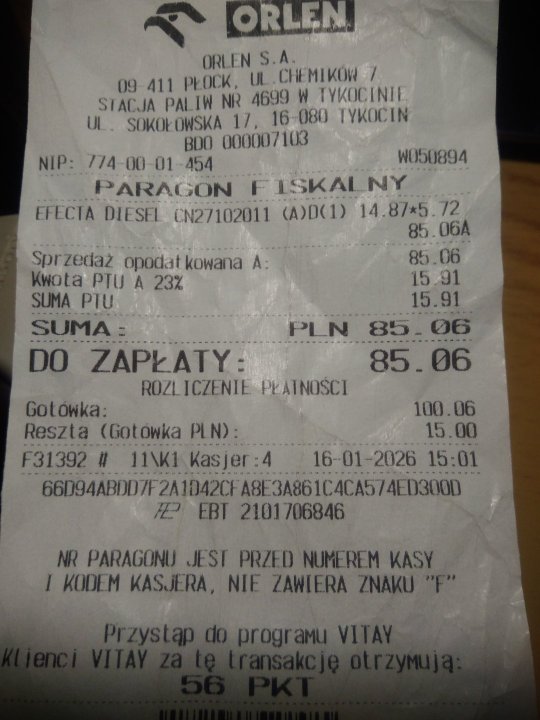 ORLEN
ORLEN S.A.
09-411 PŁOCK, UL.CHEMIKÓW 7
STACJA PALIW NR 4699 W TYKOCINIE
UL. SOKOŁOWSKA 17, 16-080 TYKOCIN
BDO 000007103
NIP: 774-00-01-454 W050894
PARAGON FISKALNY
EFECTA DIESEL CN27102011 (A)D(1) 14.87*5.72
85.06A
Sprzedaż opodatkowana A: 85.06
Kwota PTU A 23% 15.91
SUMA PTU 15.91
SUMA: PLN 85.06
DO ZAPŁATY: 85.06
ROZLICZENIE PŁATNOŚCI
Gotówka: 100.06
Reszta (Gotówka PLN): 15.00
F31392 # 11\K1 Kasjer:4 16-01-2026 15:01
66D94ABDD7F2A1D42CFA8E3A861C4CA574ED300D
EBT 2101706846
NR PARAGONU JEST PRZED NUMEREM KASY
I KODEM KASJERA, NIE ZAWIERA ZNAKU "F"
Przystąp do programu VITAY
Klienci VITAY za tę transakcję otrzymują:
56 PKT